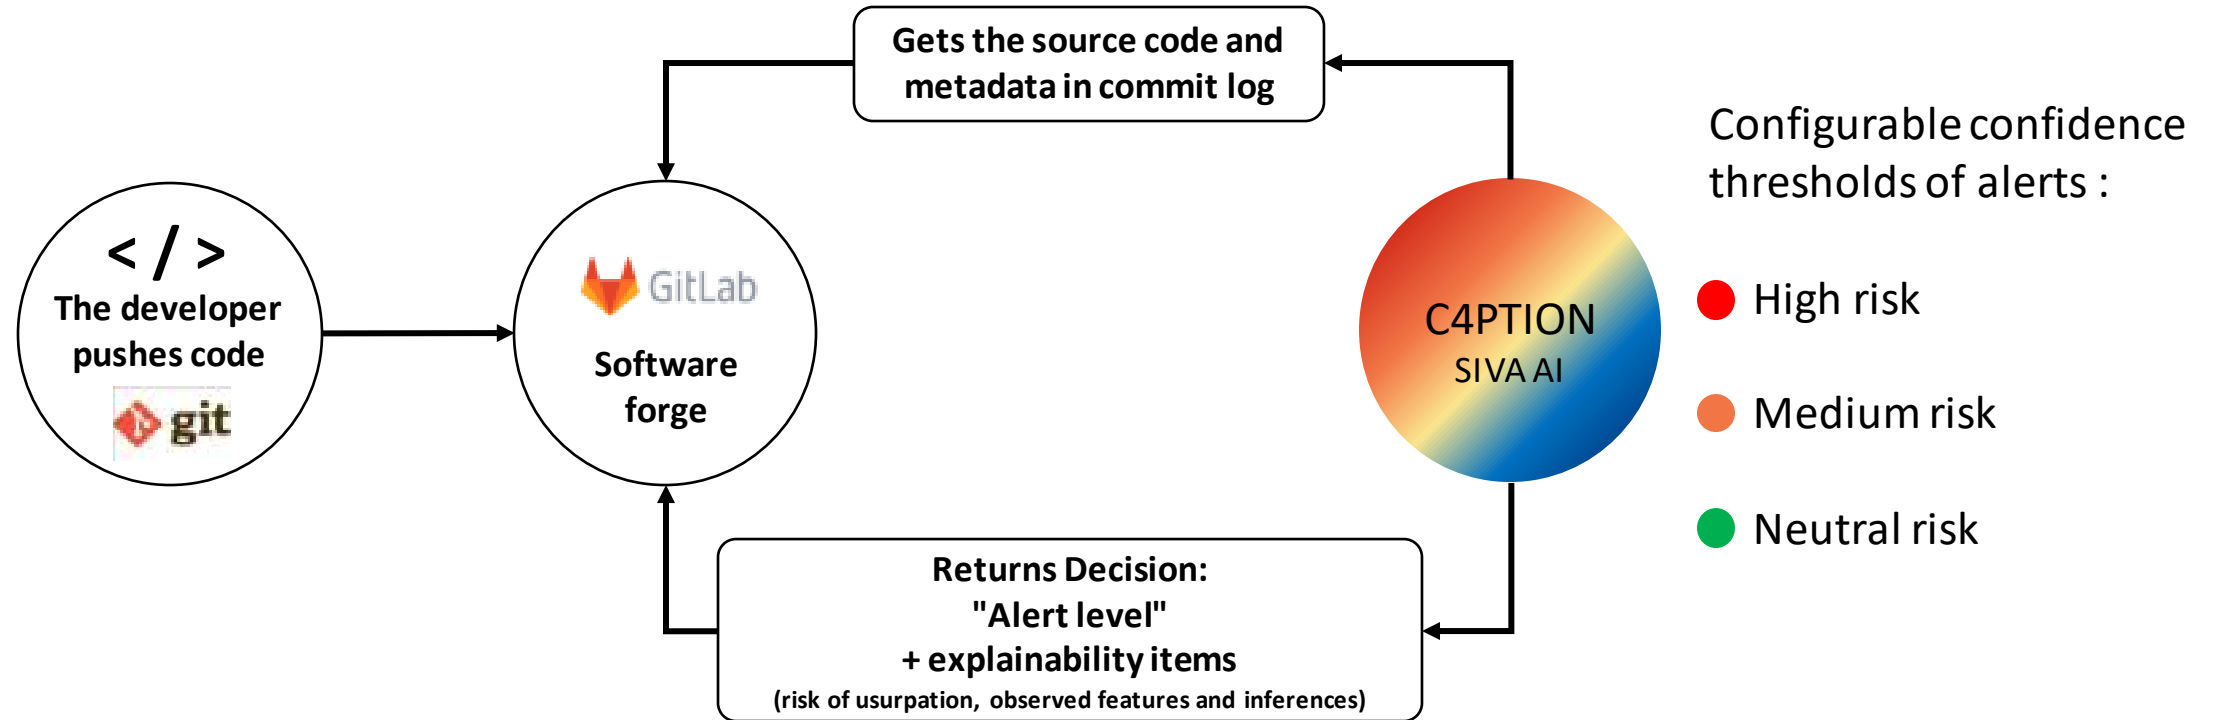 Gets the source code and
metadata in commit log
Configurable confidence
thresholds of alerts :
</>
The developer
pushes code
git
GitLab
Software
forge
C4PTION
SIVA AI
High risk
Medium risk
Neutral risk
Returns Decision:
"Alert level"
+ explainability items
(risk of usurpation, observed features and inferences)